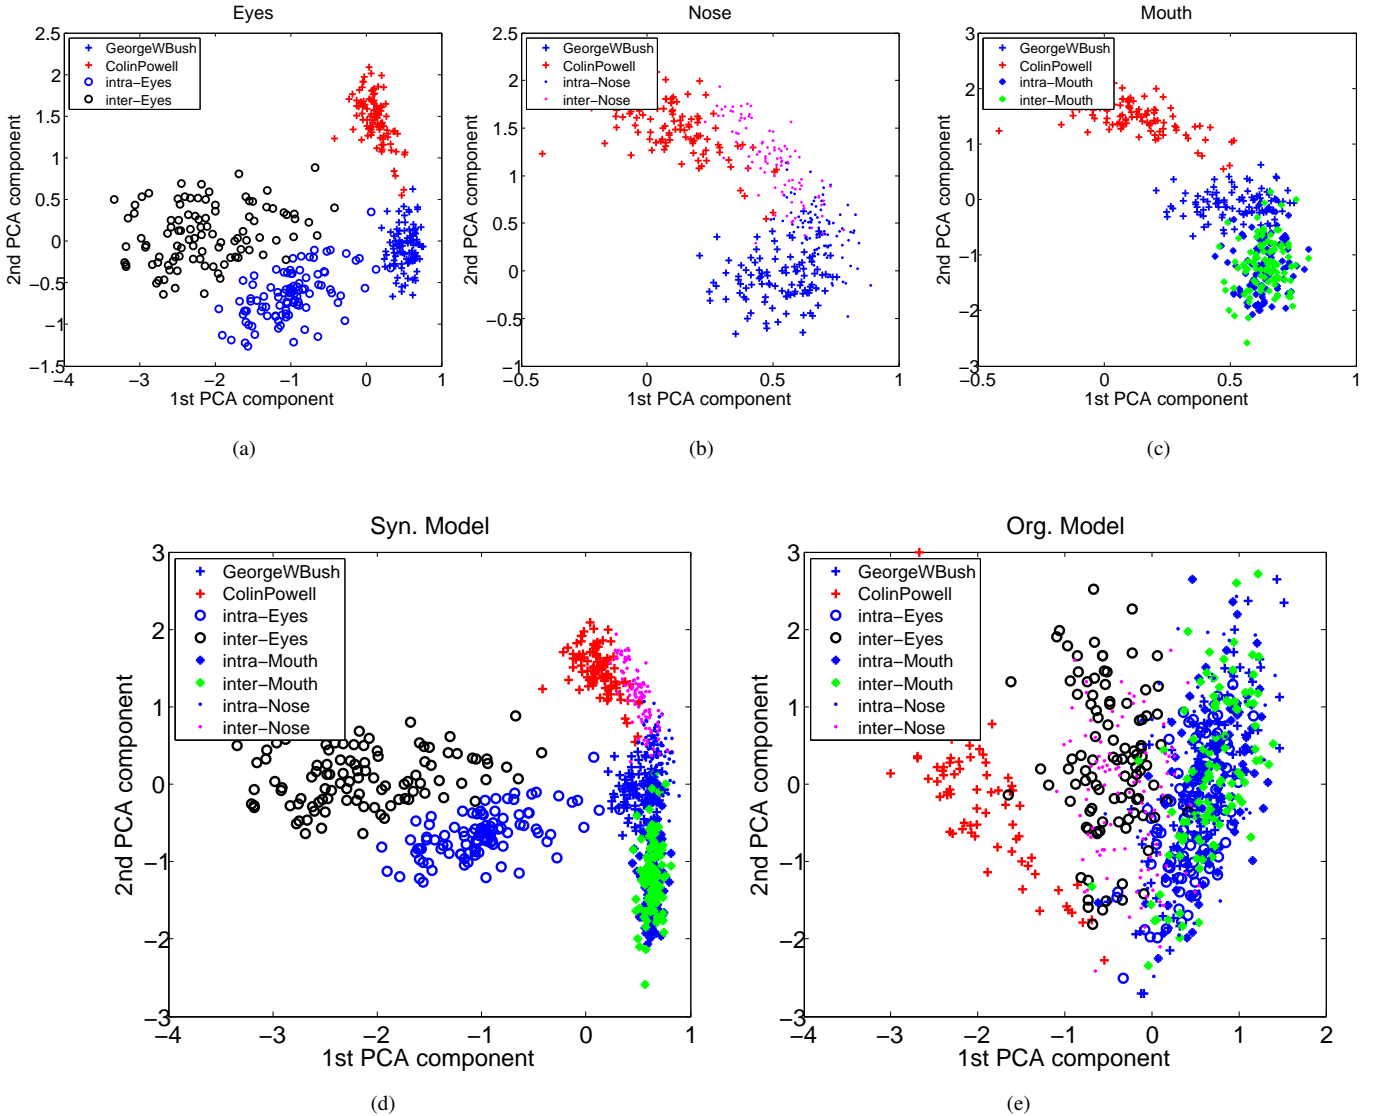 Eyes
2.5
2
1.5
1
0.5
0
−0.5
−1
−1.5
−4 −3 −2 −1 0 1
2nd PCA component
1st PCA component
GeorgeWBush
ColinPowell
intra−Eyes
inter−Eyes
(a)
Nose
2.5
2
1.5
1
0.5
0
−0.5
−1
−0.5 0 0.5 1
2nd PCA component
1st PCA component
GeorgeWBush
ColinPowell
intra−Nose
inter−Nose
(b)
Mouth
3
2
1
0
−1
−2
−3
−0.5 0 0.5 1
2nd PCA component
1st PCA component
GeorgeWBush
ColinPowell
intra−Mouth
inter−Mouth
(c)
Syn. Model
3
2
1
0
−1
−2
−3
−4 −3 −2 −1 0 1
2nd PCA component
1st PCA component
GeorgeWBush
ColinPowell
intra−Eyes
inter−Eyes
intra−Mouth
inter−Mouth
intra−Nose
inter−Nose
(d)
Org. Model
3
2
1
0
−1
−2
−3
−4 −3 −2 −1 0 1 2
2nd PCA component
1st PCA component
GeorgeWBush
ColinPowell
intra−Eyes
inter−Eyes
intra−Mouth
inter−Mouth
intra−Nose
inter−Nose
(e)